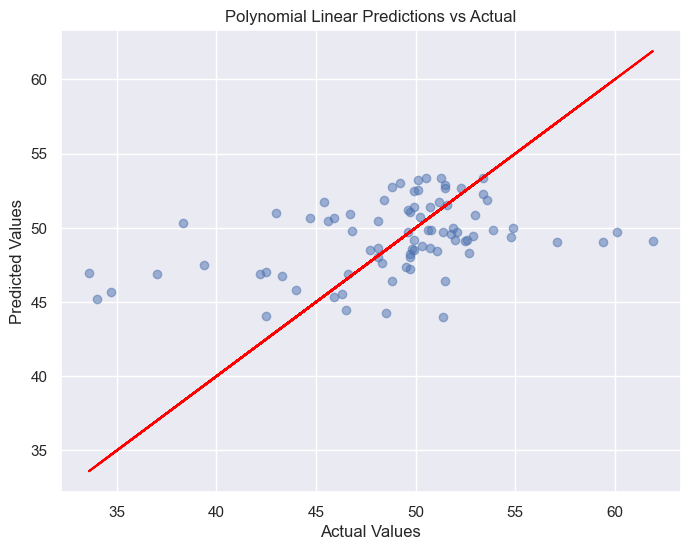 Polynomial Linear Predictions vs Actual
60
55
50
45
40
35
Predicted Values
35 40 45 50 55 60
Actual Values